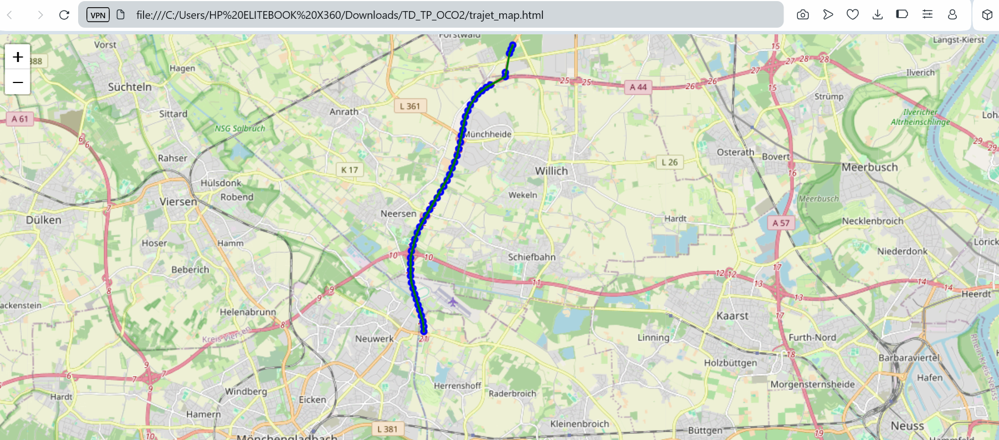 VPN
file:///C:/Users/HP%20ELITEBOOK%20X360/Downloads/TD_TP_OCO2/trajet_map.html
Forstwald
Vorst
Langst-Kierst
15
+
388
27
28
28
Hagen
27
Ilverich
25
25
26
Süchteln
A 44
26
15
−
Strümp
L 361
Anrath
Sittard
Ilvericher
Altrheinschlinge
A 61
NSG Salbruch
Münchheide
6
6
29
29
Osterath
Bovert
Rahser
L 26
K 17
Willich
Meerbusch
16
Hülsdonk
Robend
Wekeln
Meerbusch
Viersen
7
Neersen
Dülken
Hardt
A 57
Necklenbroich
Hoser
Hamm
Lörick
Niederdonk
10
10
Schiefbahn
Beberich
17
12
12
11
13
14
14
8
9
9
13
Heerdt
ackenstein
Helenabrunn
17
Kaarst
8
Kreis Viersen
Neuwerk
21
Linning
Furth-Nord
18
Barbaraviertel
Rhein-Kreis Neuss
Holzbüttgen
9
7
6
7
Hafen
Herrenshoff
Morgensternsheide
9
Windberg
Raderbroich
Hardt
Eicken
Hamern
Kleinenbroich
L 381
Büttgen
Neuss
19
10
Mönchengladbach
Hammfeld